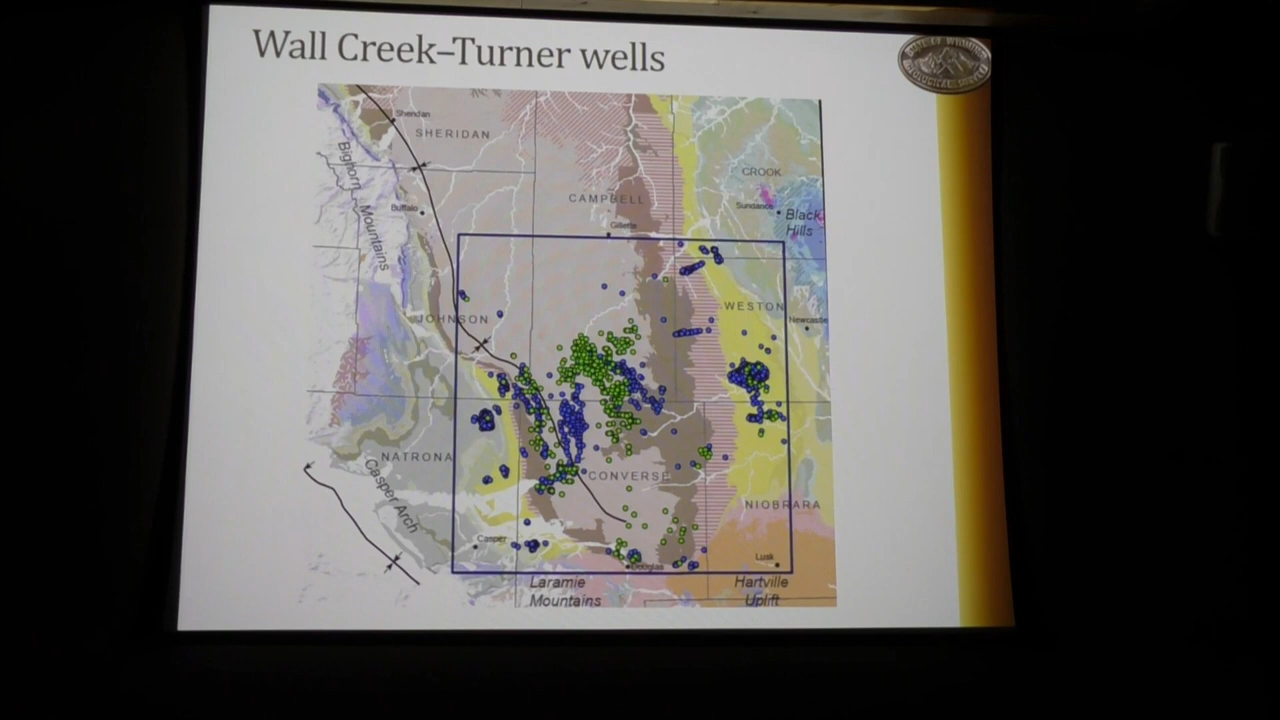 Wall Creek–Turner wells
Sheridan
SHERIDAN
Bighorn
Mountains
Buffalo
CAMPBELL
Gillette
CROOK
Sundance
Black
Hills
JOHNSON
WESTON
Newcastle
NATRONA
Casper Arch
CONVERSE
NIOBRARA
Casper
Douglas
Lusk
Laramie
Mountains
Hartville
Uplift